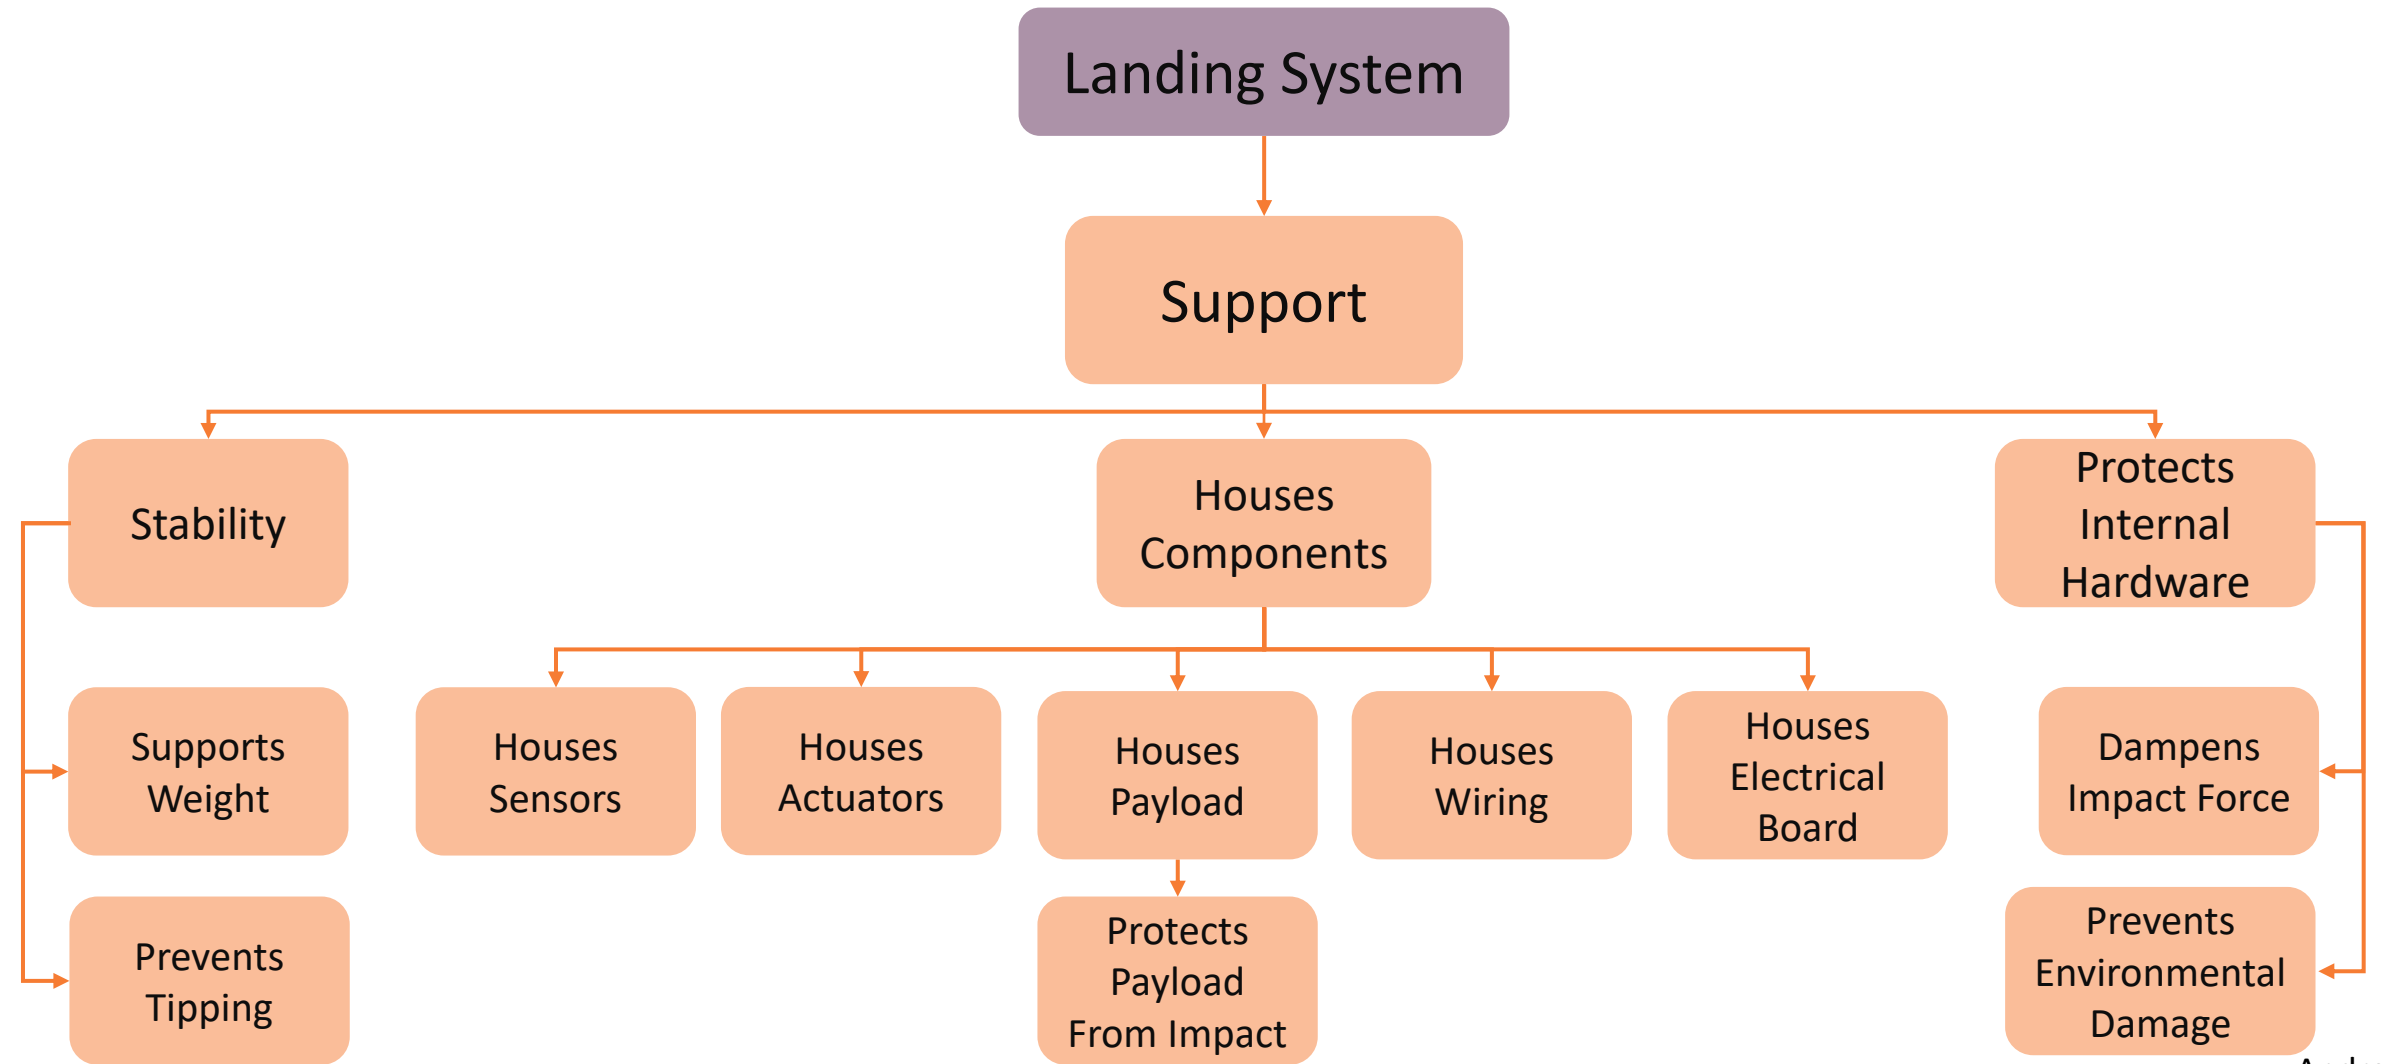 Landing System
Support
Stability
Houses
Components
Protects
Internal
Hardware
Supports
Weight
Houses
Sensors
Houses
Actuators
Houses
Payload
Houses
Wiring
Houses
Electrical
Board
Dampens
Impact Force
Prevents
Tipping
Protects
Payload
From Impact
Prevents
Environmental
Damage